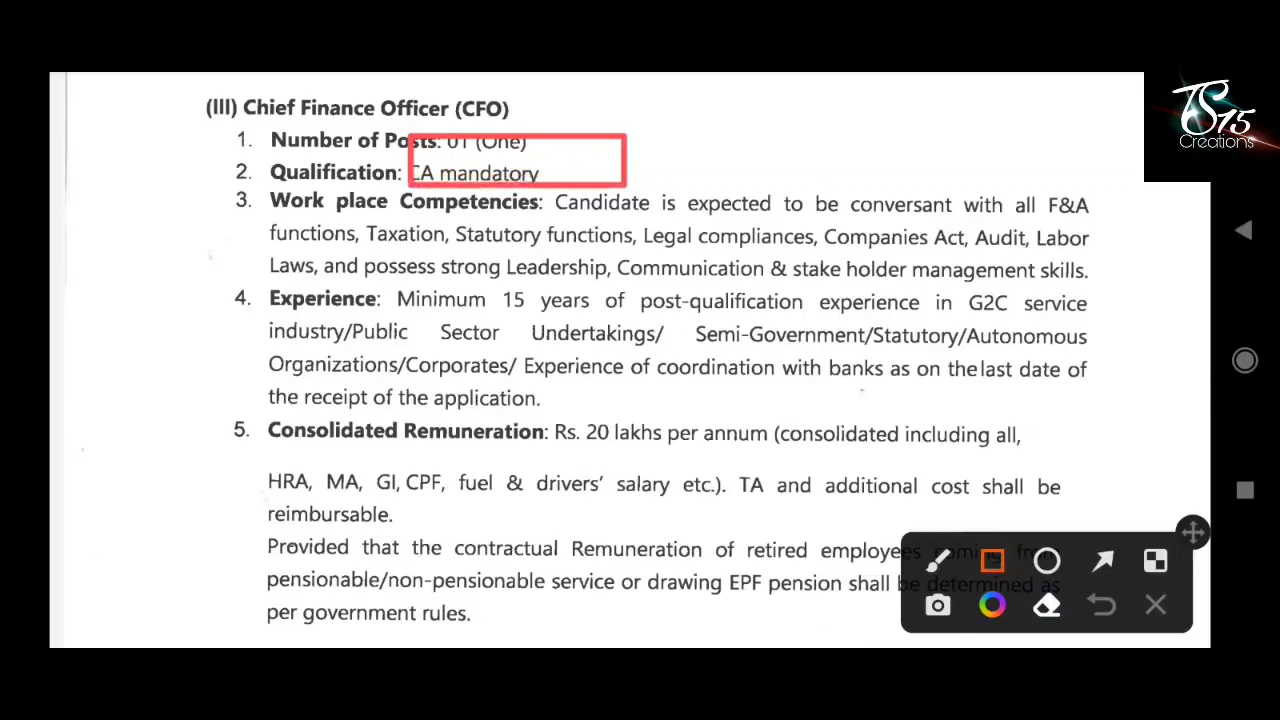 (III) Chief Finance Officer (CFO)
1. Number of Posts: 01 (One)
2. Qualification: CA mandatory
3. Work place Competencies: Candidate is expected to be conversant with all F&A
functions, Taxation, Statutory functions, Legal compliances, Companies Act, Audit, Labor
Laws, and possess strong Leadership, Communication & stake holder management skills.
4. Experience: Minimum 15 years of post-qualification experience in G2C service
industry/Public Sector Undertakings/ Semi-Government/Statutory/Autonomous
Organizations/Corporates/ Experience of coordination with banks as on the last date of
the receipt of the application.
5. Consolidated Remuneration: Rs. 20 lakhs per annum (consolidated including all,
HRA, MA, GI, CPF, fuel & drivers' salary etc.). TA and additional cost shall be
reimbursable.
Provided that the contractual Remuneration of retired employees coming from
pensionable/non-pensionable service or drawing EPF pension shall be determined as
per government rules.
TS15
Creations